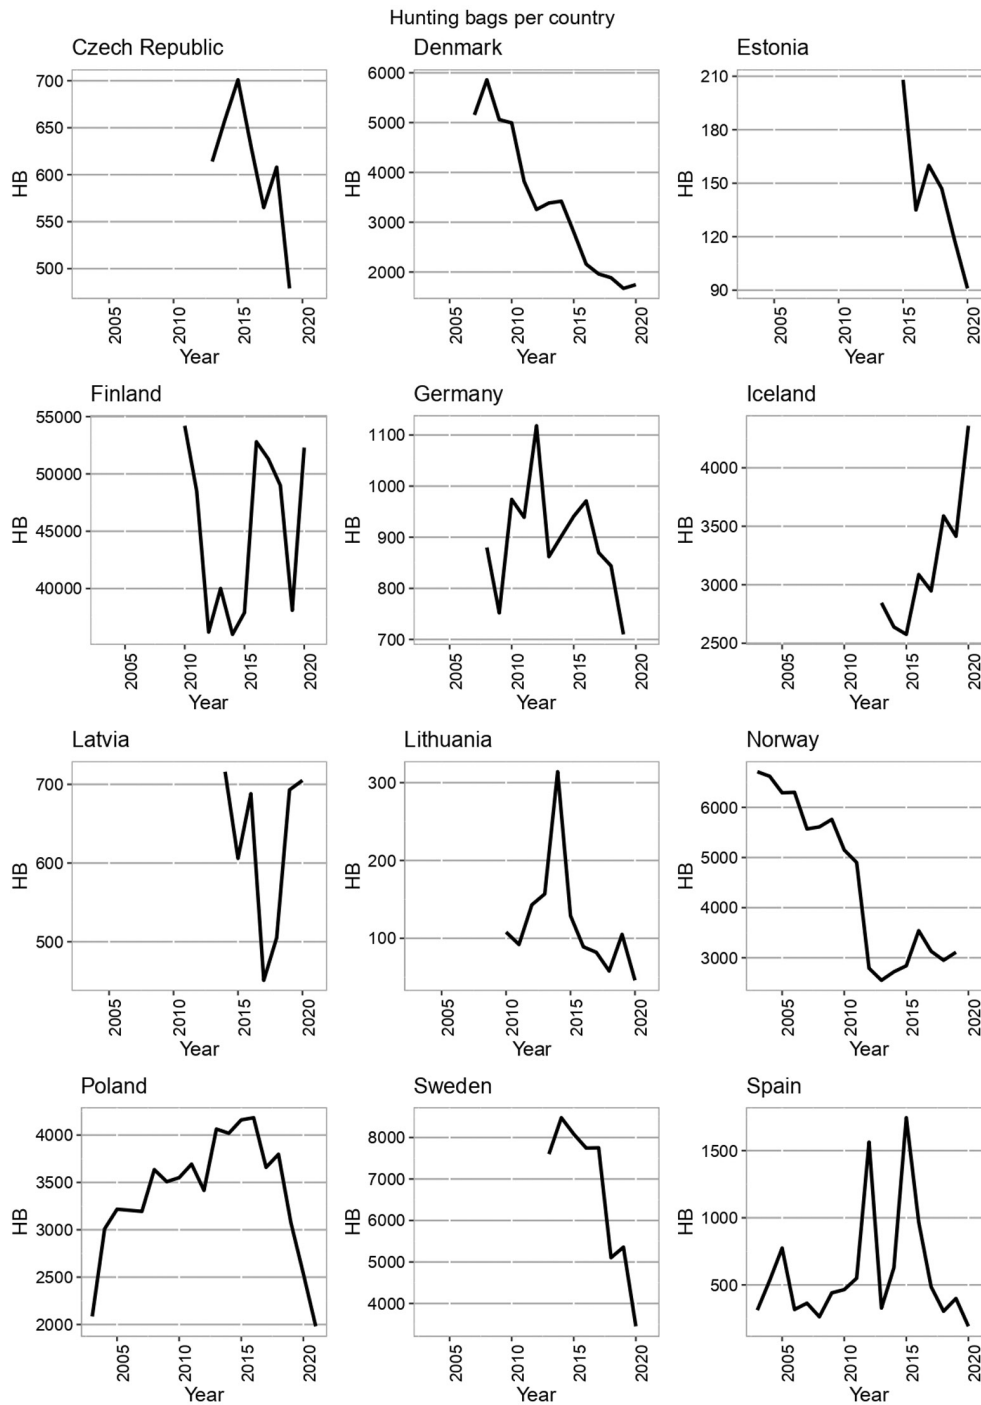 Hunting bags per country
Czech Republic
HB
700
650
600
550
500
2005
2010
2015
2020
Year
Denmark
HB
6000
5000
4000
3000
2000
2005
2010
2015
2020
Year
Estonia
HB
210
180
150
120
90
2005
2010
2015
2020
Year
Finland
HB
55000
50000
45000
40000
2005
2010
2015
2020
Year
Germany
HB
1100
1000
900
800
700
2005
2010
2015
2020
Year
Iceland
HB
4000
3500
3000
2500
2005
2010
2015
2020
Year
Latvia
HB
700
600
500
2005
2010
2015
2020
Year
Lithuania
HB
300
200
100
2005
2010
2015
2020
Year
Norway
HB
6000
5000
4000
3000
2005
2010
2015
2020
Year
Poland
HB
4000
3500
3000
2500
2000
2005
2010
2015
2020
Year
Sweden
HB
8000
7000
6000
5000
4000
2005
2010
2015
2020
Year
Spain
HB
1500
1000
500
2005
2010
2015
2020
Year